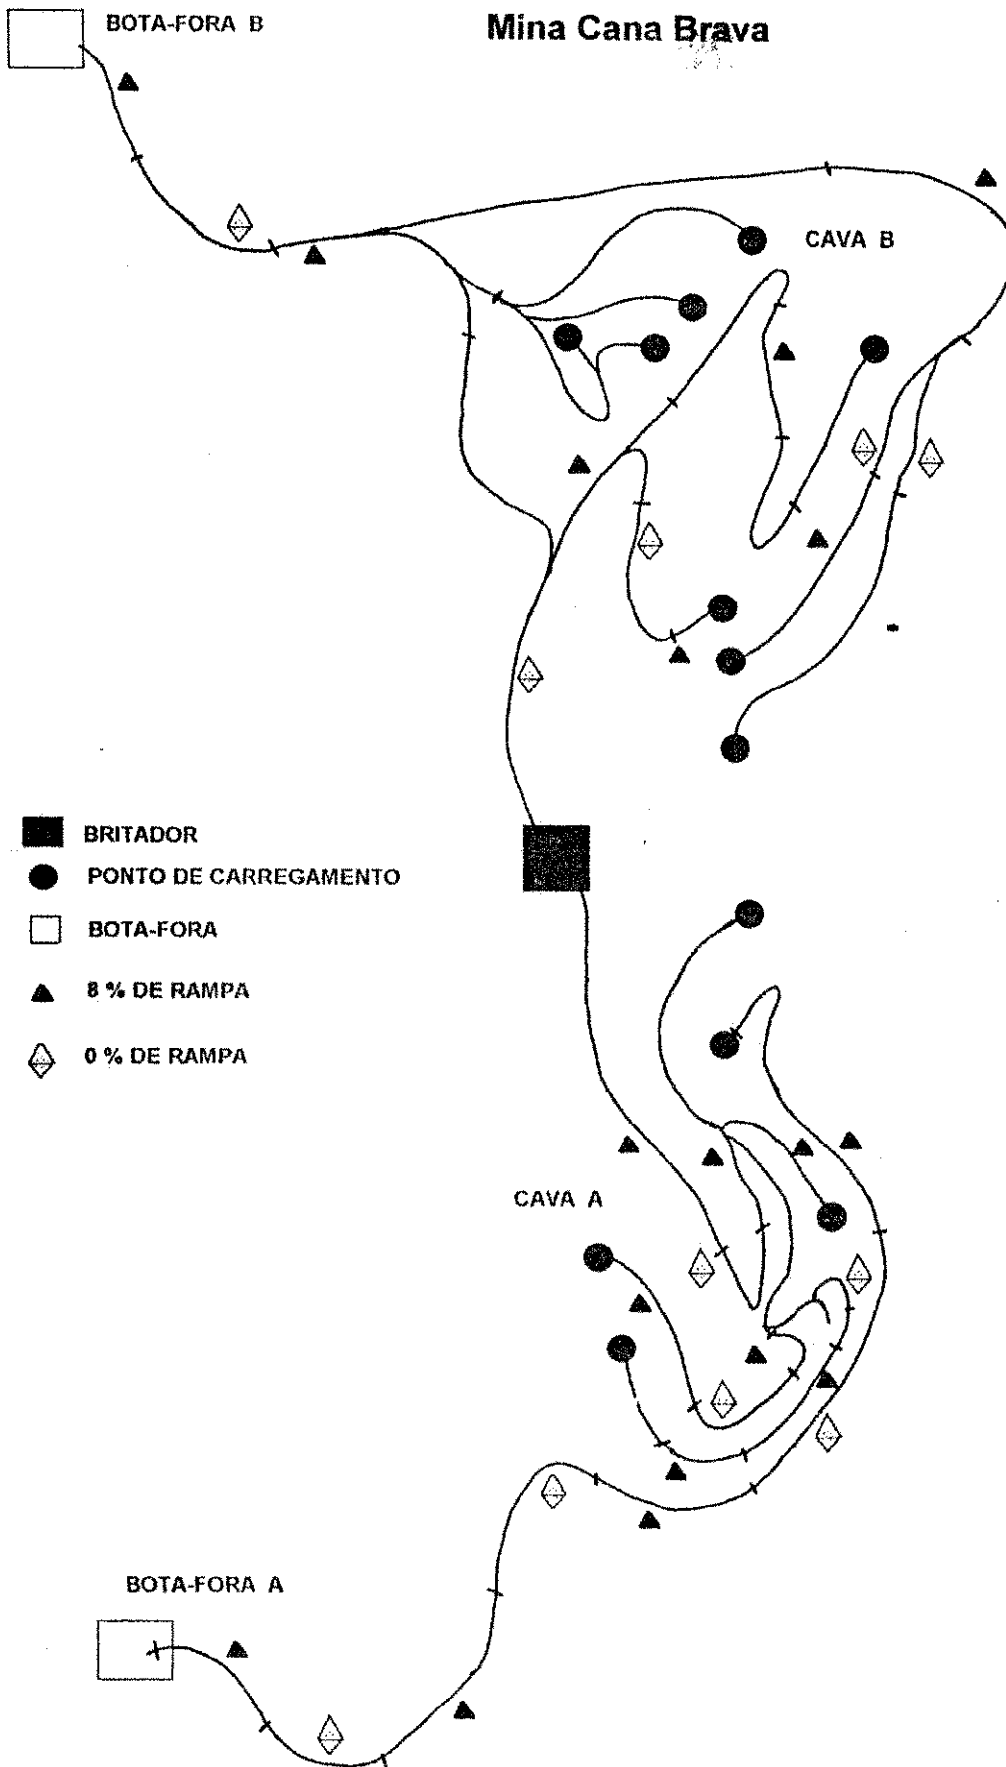 BOTA-FORA B
Mina Cana Brava
CAVA B
BRITADOR
PONTO DE CARREGAMENTO
BOTA-FORA
8 % DE RAMPA
0 % DE RAMPA
CAVA A
BOTA-FORA A